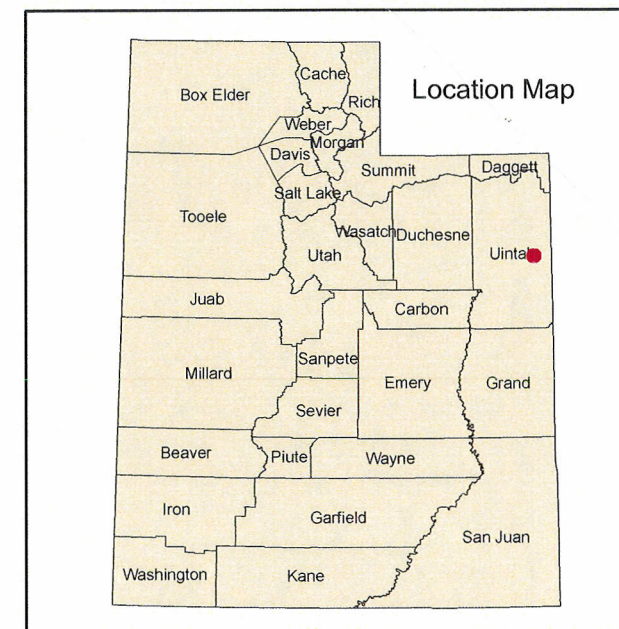 Location Map
Cache
Box Elder
Rich
Weber
Morgan
Davis
Summit
Daggett
Salt Lake
Tooele
Wasatch
Duchesne
Utah
Uintah
Juab
Carbon
Sanpete
Millard
Emery
Grand
Sevier
Beaver
Piute
Wayne
Iron
Garfield
San Juan
Washington
Kane